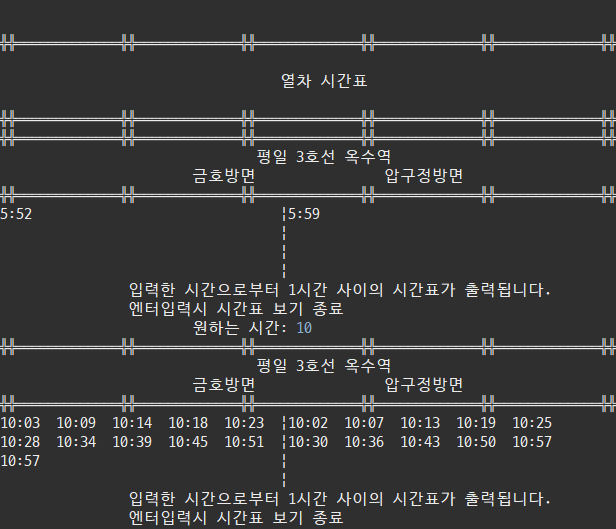 열차 시간표
평일 3호선 옥수역
금호방면 압구정방면
5:52 ¦5:59
¦
¦
¦
입력한 시간으로부터 1시간 사이의 시간표가 출력됩니다.
엔터입력시 시간표 보기 종료
원하는 시간: 10
평일 3호선 옥수역
금호방면 압구정방면
10:03 10:09 10:14 10:18 10:23 ¦10:02 10:07 10:13 10:19 10:25
10:28 10:34 10:39 10:45 10:51 ¦10:30 10:36 10:43 10:50 10:57
10:57 ¦
¦
입력한 시간으로부터 1시간 사이의 시간표가 출력됩니다.
엔터입력시 시간표 보기 종료